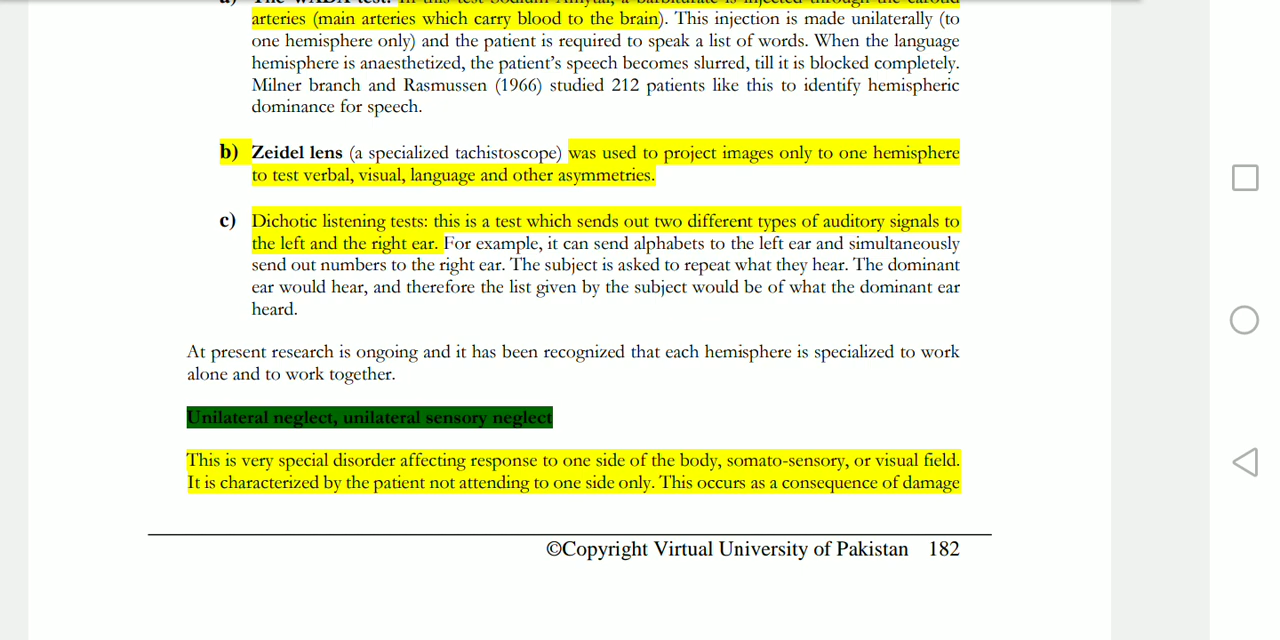 arteries (main arteries which carry blood to the brain). This injection is made unilaterally (to
one hemisphere only) and the patient is required to speak a list of words. When the language
hemisphere is anaesthetized, the patient's speech becomes slurred, till it is blocked completely.
Milner branch and Rasmussen (1966) studied 212 patients like this to identify hemispheric
dominance for speech.
b) Zeidel lens (a specialized tachistoscope) was used to project images only to one hemisphere
to test verbal, visual, language and other asymmetries.
c) Dichotic listening tests: this is a test which sends out two different types of auditory signals to
the left and the right ear. For example, it can send alphabets to the left ear and simultaneously
send out numbers to the right ear. The subject is asked to repeat what they hear. The dominant
ear would hear, and therefore the list given by the subject would be of what the dominant ear
heard.
At present research is ongoing and it has been recognized that each hemisphere is specialized to work
alone and to work together.
Unilateral neglect, unilateral sensory neglect
This is very special disorder affecting response to one side of the body, somato-sensory, or visual field.
It is characterized by the patient not attending to one side only. This occurs as a consequence of damage
©Copyright Virtual University of Pakistan 182